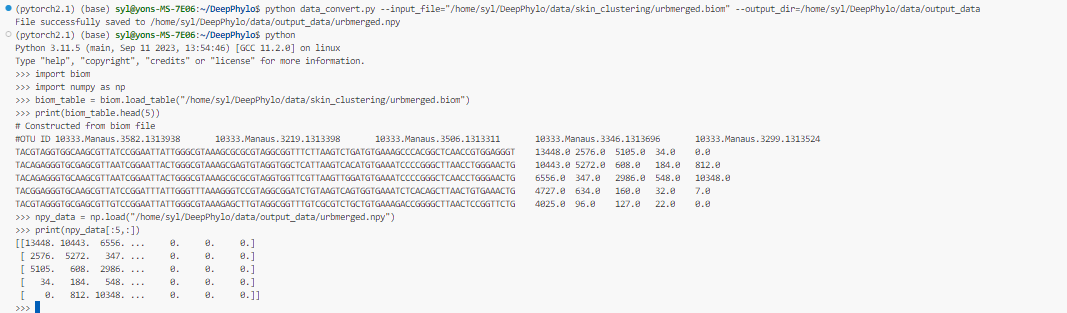 (pytorch2.1) (base) syl@yons-MS-7E06:~/DeepPhylo$ python data_convert.py --input_file="/home/syl/DeepPhylo/data/skin_clustering/urbmerged.biom" --output_dir=/home/syl/DeepPhylo/data/output_data
File successfully saved to /home/syl/DeepPhylo/data/output_data/urbmerged.npy
(pytorch2.1) (base) syl@yons-MS-7E06:~/DeepPhylo$ python
Python 3.11.5 (main, Sep 11 2023, 13:54:46) [GCC 11.2.0] on linux
Type "help", "copyright", "credits" or "license" for more information.
>>> import biom
>>> import numpy as np
>>> biom_table = biom.load_table("/home/syl/DeepPhylo/data/skin_clustering/urbmerged.biom")
>>> print(biom_table.head(5))
# Constructed from biom file
#OTU ID 10333.Manaus.3582.1313938 10333.Manaus.3219.1313398 10333.Manaus.3506.1313311 10333.Manaus.3346.1313696 10333.Manaus.3299.1313524
TACGTAGGTGGCAAGCGTTATCCGGAATTATTGGGCGTAAAGCGCGCGTAGGCGGTTTCTTAAGTCTGATGTGAAAGCCCACGGCTCAACCGTGGAGGGT 13448.0 2576.0 5105.0 34.0 0.0
TACAGAGGGTGCGAGCGTTAATCGGAATTACTGGGCGTAAAGCGAGTGTAGGTGGCTCATTAAGTCACATGTGAAATCCCCGGGCTTAACCTGGGAACTG 10443.0 5272.0 608.0 184.0 812.0
TACAGAGGGTGCAAGCGTTAATCGGAATTACTGGGCGTAAAGCGCGCGTAGGTGGTTCGTTAAGTTGGATGTGAAATCCCCGGGCTCAACCTGGGAACTG 6556.0 347.0 2986.0 548.0 10348.0
TACGGAGGGTGCAAGCGTTATCCGGATTTATTGGGTTTAAAGGGTCCGTAGGCGGATCTGTAAGTCAGTGGTGAAATCTCACAGCTTAACTGTGAAACTG 4727.0 634.0 160.0 32.0 7.0
TACGTAGGGTGCGAGCGTTGTCCGGAATTATTGGGCGTAAAGAGCTTGTAGGCGGTTTGTCGCGTCTGCTGTGAAAGACCGGGGCTTAACTCCGGTTCTG 4025.0 96.0 127.0 22.0 0.0
>>> npy_data = np.load("/home/syl/DeepPhylo/data/output_data/urbmerged.npy")
>>> print(npy_data[:5,:])
[[13448. 10443. 6556. ... 0. 0. 0.]
[ 2576. 5272. 347. ... 0. 0. 0.]
[ 5105. 608. 2986. ... 0. 0. 0.]
[ 34. 184. 548. ... 0. 0. 0.]
[ 0. 812. 10348. ... 0. 0. 0.]]
>>>